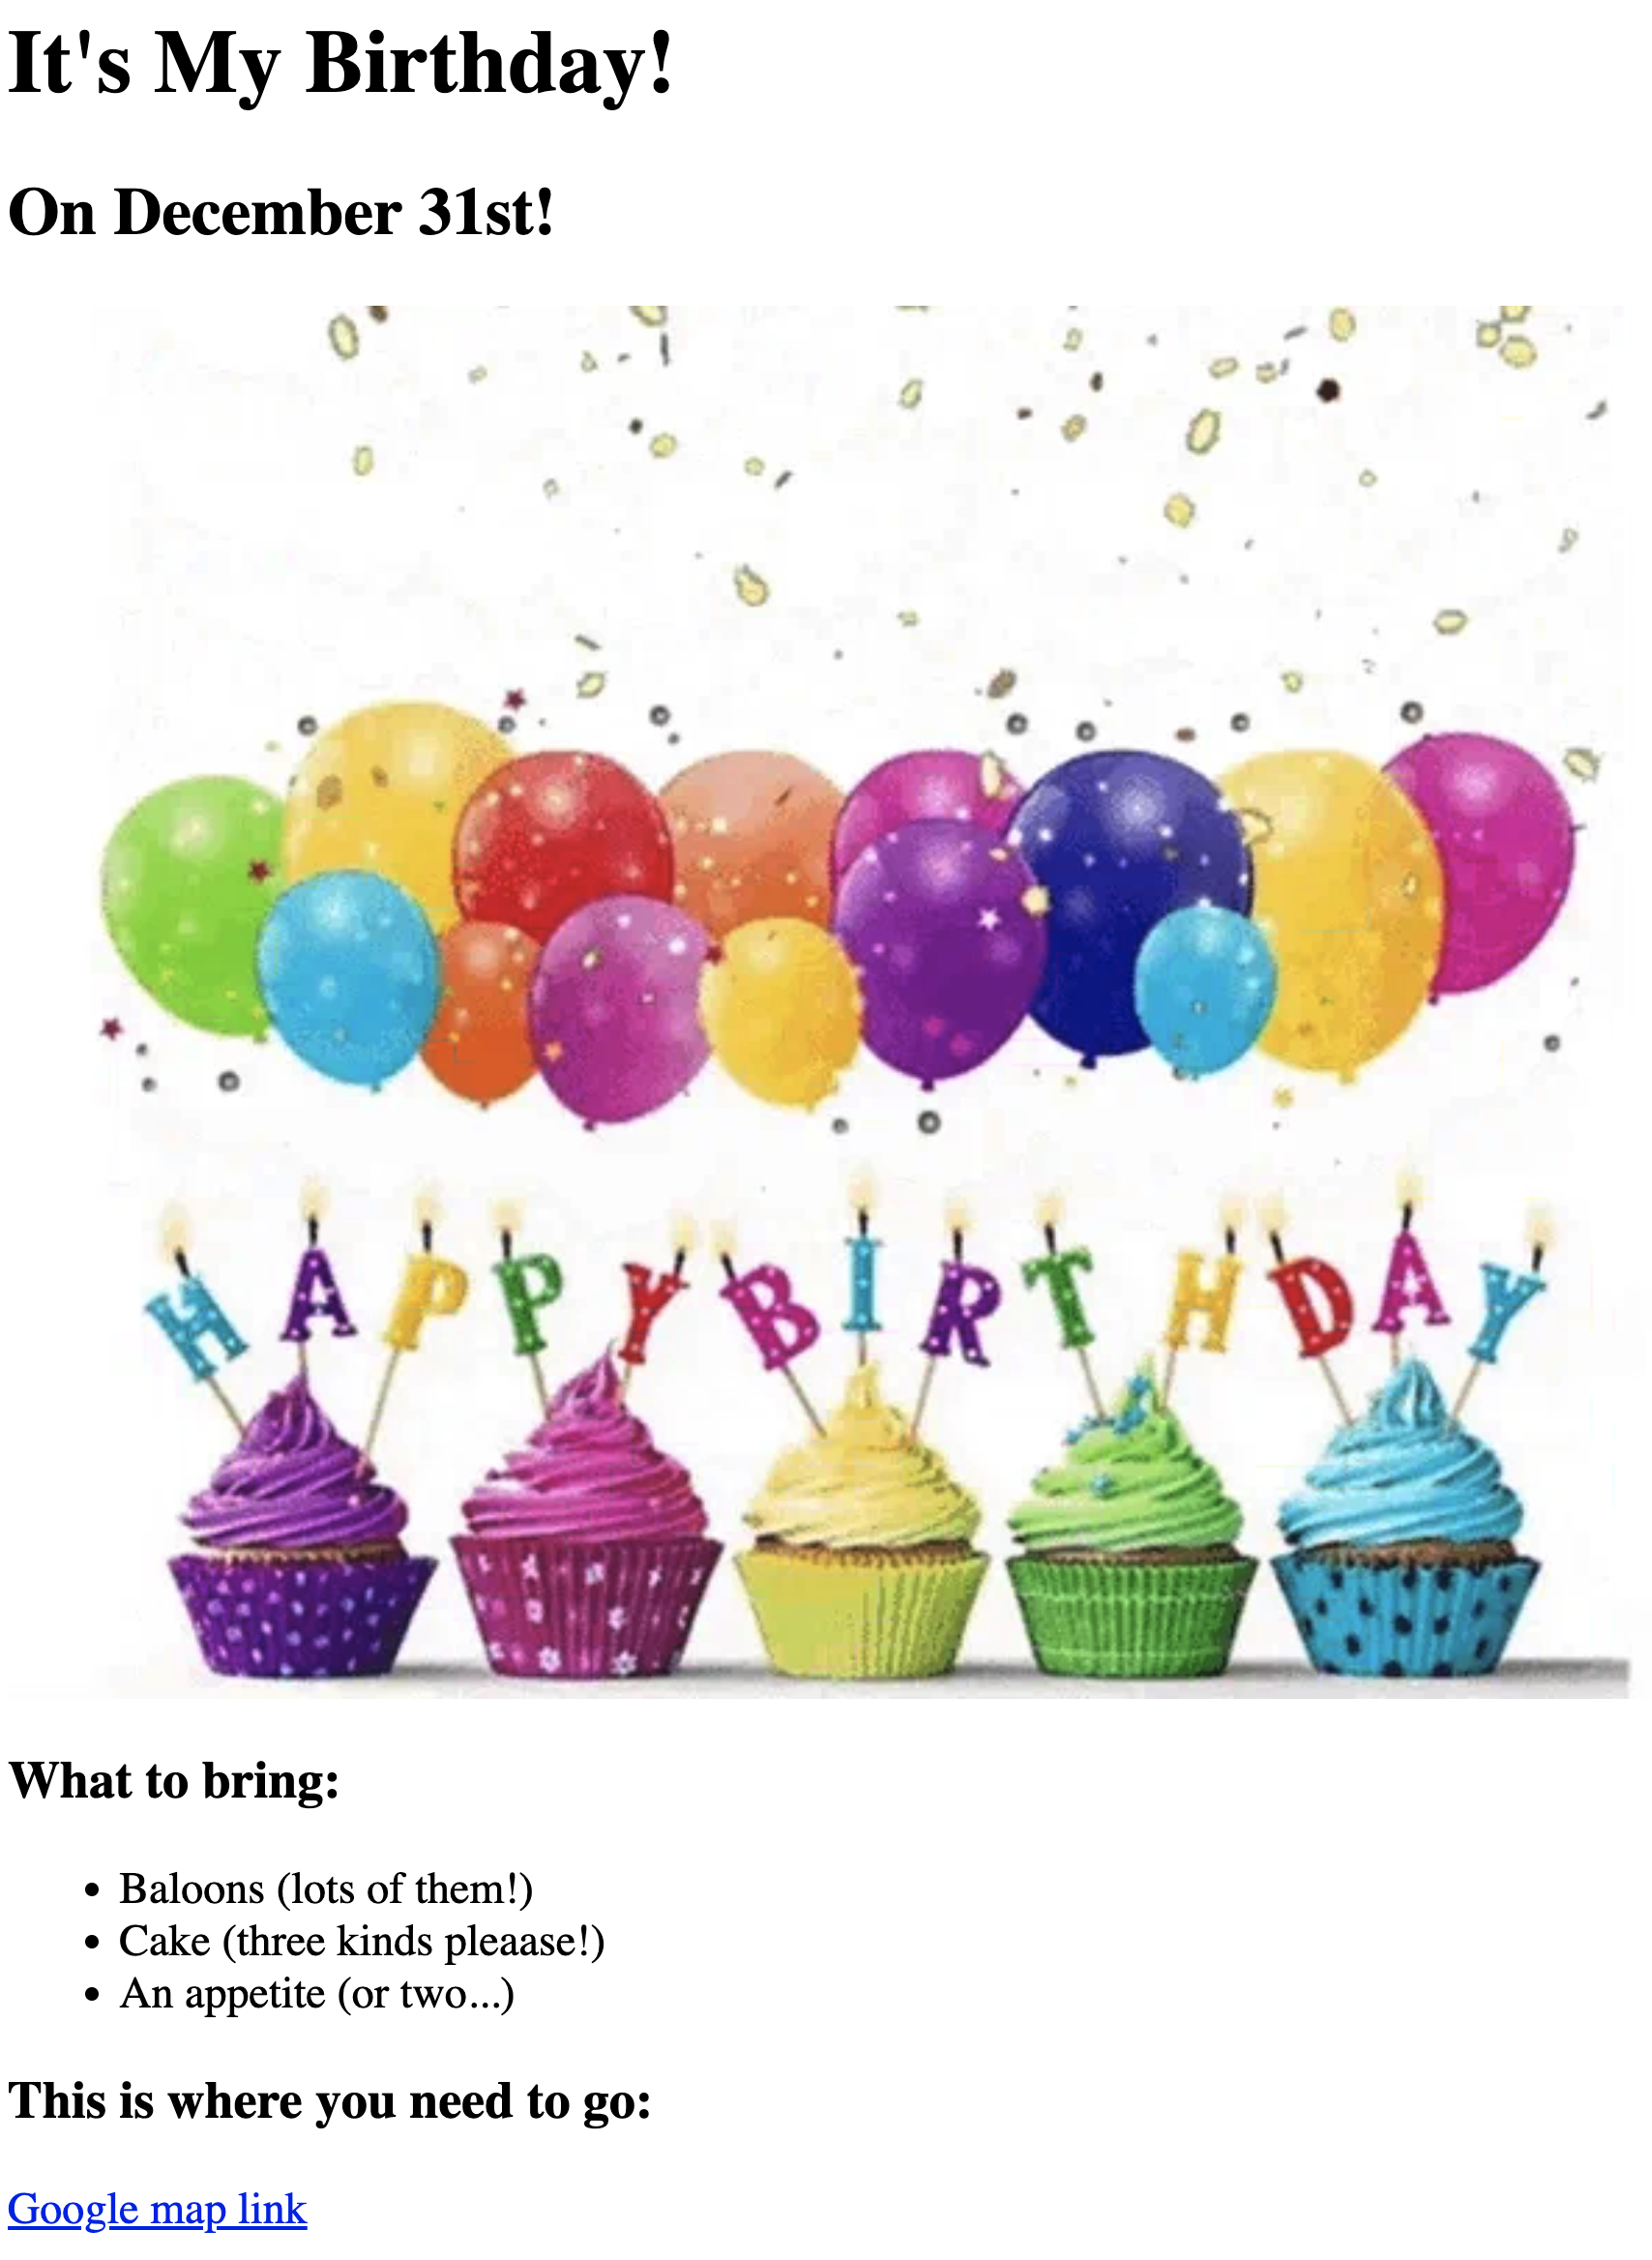 It's My Birthday!
On December 31st!
HAPPY BIRTHDAY
What to bring:
Baloons (lots of them!)
Cake (three kinds pleaase!)
An appetite (or two...)
This is where you need to go:
Google map link